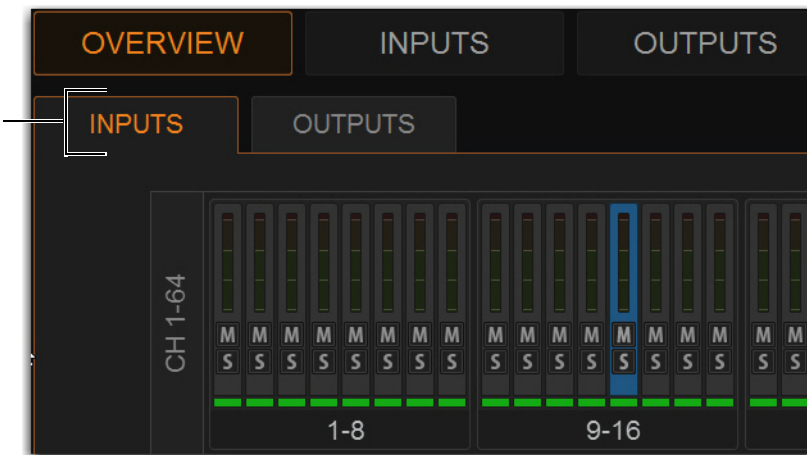 OVERVIEW INPUTS OUTPUTS
INPUTS OUTPUTS
CH 1-64
M M M M M M M M M M M M M M M M M M
S S S S S S S S S S S S S S S S S S
1-8 9-16